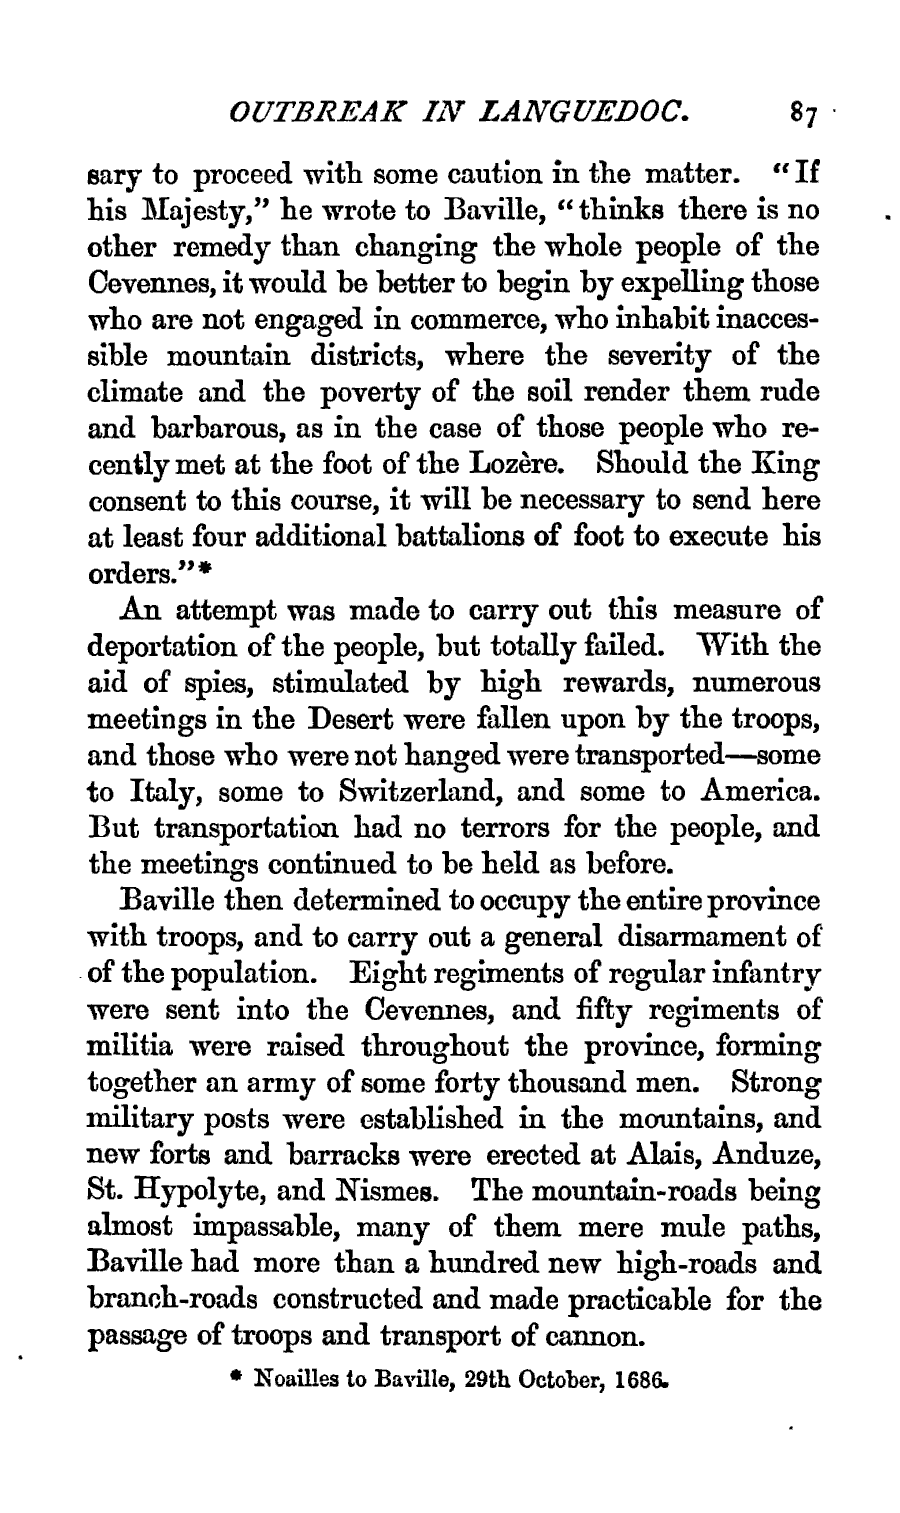 OUTBREAK IN LANGUEDOC. 87
sary to proceed with some caution in the matter. “If
his Majesty,” he wrote to Baville, “thinks there is no
other remedy than changing the whole people of the
Cevennes, it would be better to begin by expelling those
who are not engaged in commerce, who inhabit inacces-
sible mountain districts, where the severity of the
climate and the poverty of the soil render them rude
and barbarous, as in the case of those people who re-
cently met at the foot of the Lozère. Should the King
consent to this course, it will be necessary to send here
at least four additional battalions of foot to execute his
orders.”*
An attempt was made to carry out this measure of
deportation of the people, but totally failed. With the
aid of spies, stimulated by high rewards, numerous
meetings in the Desert were fallen upon by the troops,
and those who were not hanged were transported—some
to Italy, some to Switzerland, and some to America.
But transportation had no terrors for the people, and
the meetings continued to be held as before.
Baville then determined to occupy the entire province
with troops, and to carry out a general disarmament of
of the population. Eight regiments of regular infantry
were sent into the Cevennes, and fifty regiments of
militia were raised throughout the province, forming
together an army of some forty thousand men. Strong
military posts were established in the mountains, and
new forts and barracks were erected at Alais, Anduze,
St. Hypolyte, and Nismes. The mountain-roads being
almost impassable, many of them mere mule paths,
Baville had more than a hundred new high-roads and
branch-roads constructed and made practicable for the
passage of troops and transport of cannon.
* Noailles to Baville, 29th October, 1686.